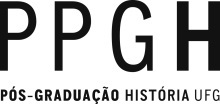 PPGH
PÓS-GRADUAÇÃO HISTÓRIA UFG